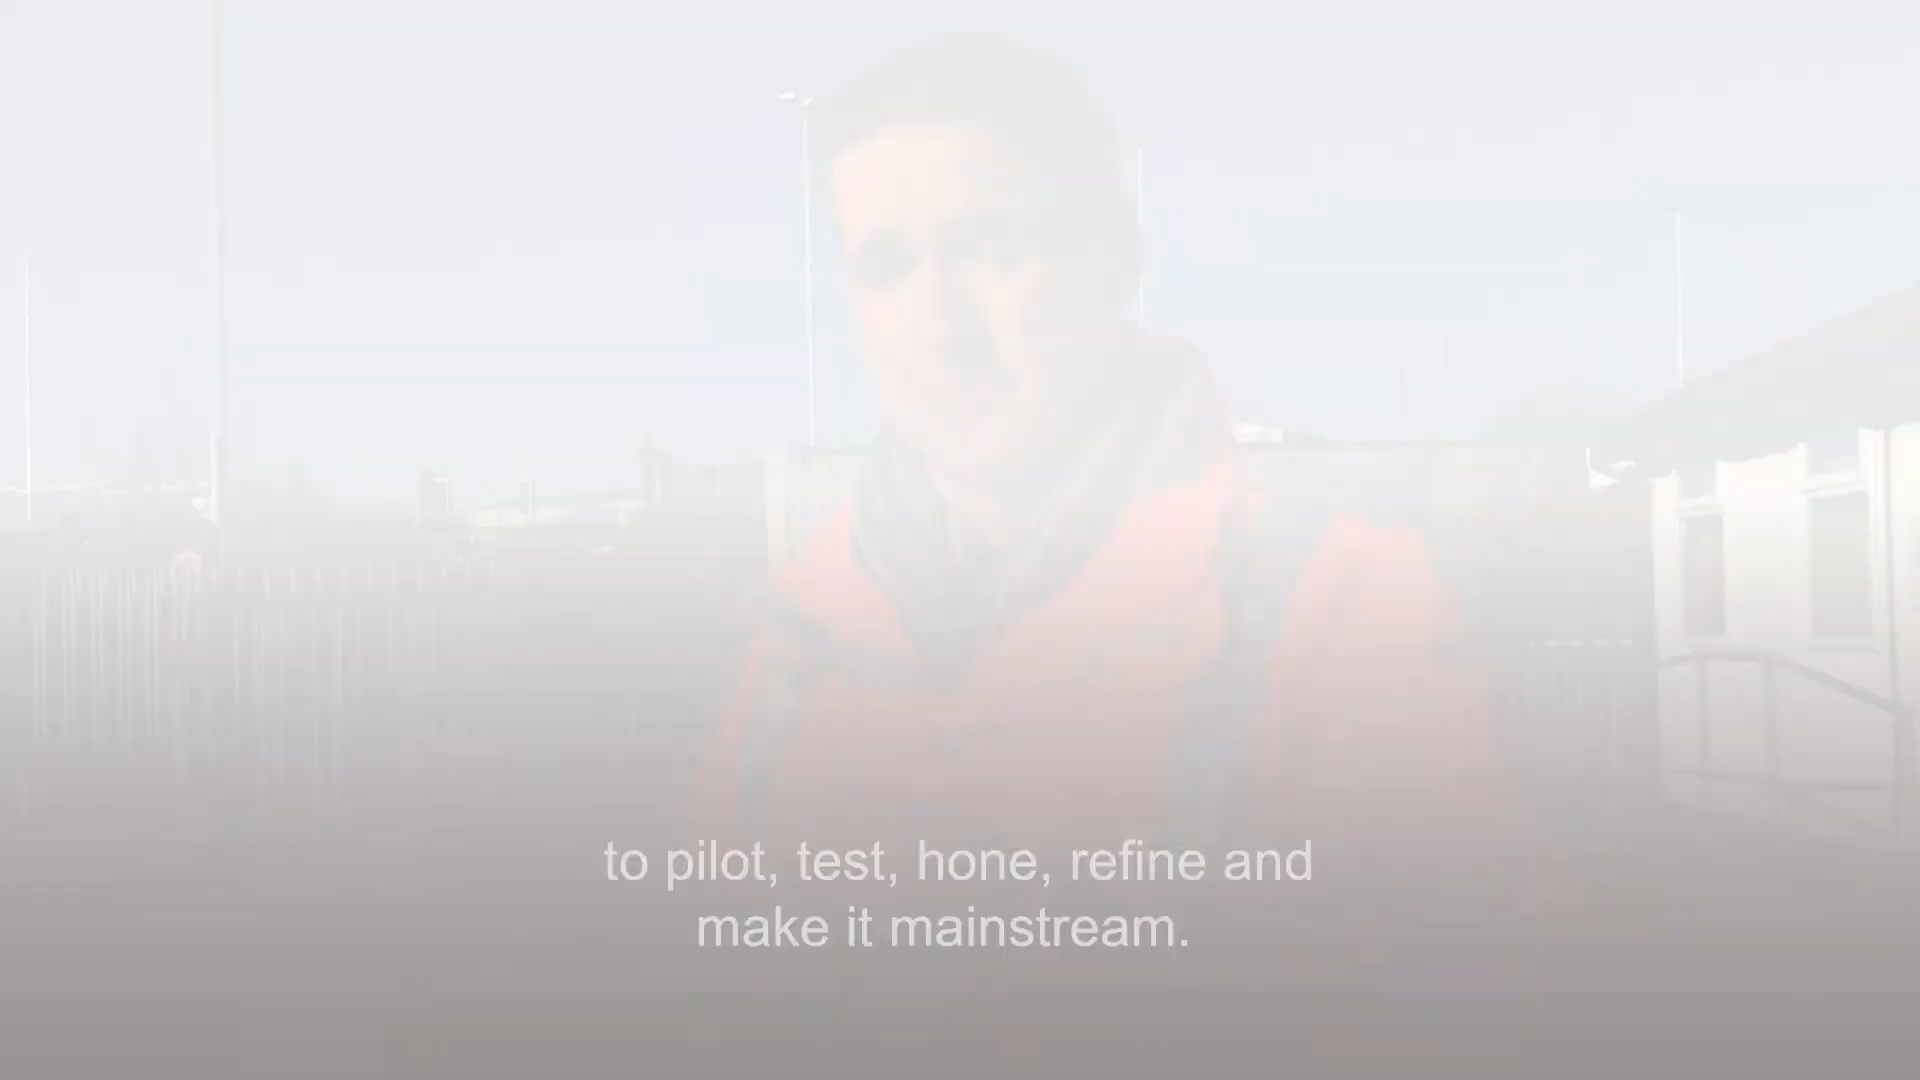 to pilot, test, hone, refine and
make it mainstream.